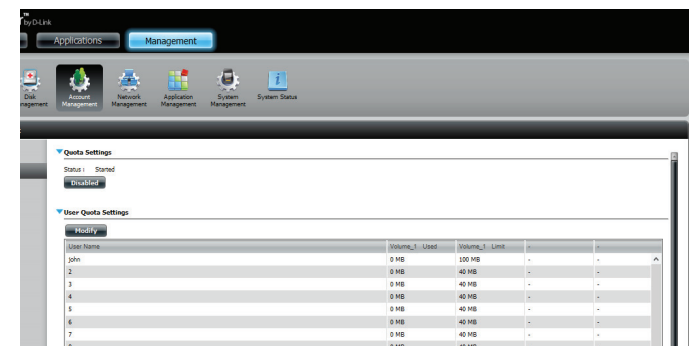 ™
by D-Link
Applications
Management
Disk
nagement
Account
Management
Network
Management
Application
Management
System
Management
System Status
Quota Settings
Status : Started
Disabled
User Quota Settings
Modify
User Name Volume_1 Used Volume_1 Limit - -
john 0 MB 100 MB - -
2 0 MB 40 MB - -
3 0 MB 40 MB - -
4 0 MB 40 MB - -
5 0 MB 40 MB - -
6 0 MB 40 MB - -
7 0 MB 40 MB - -